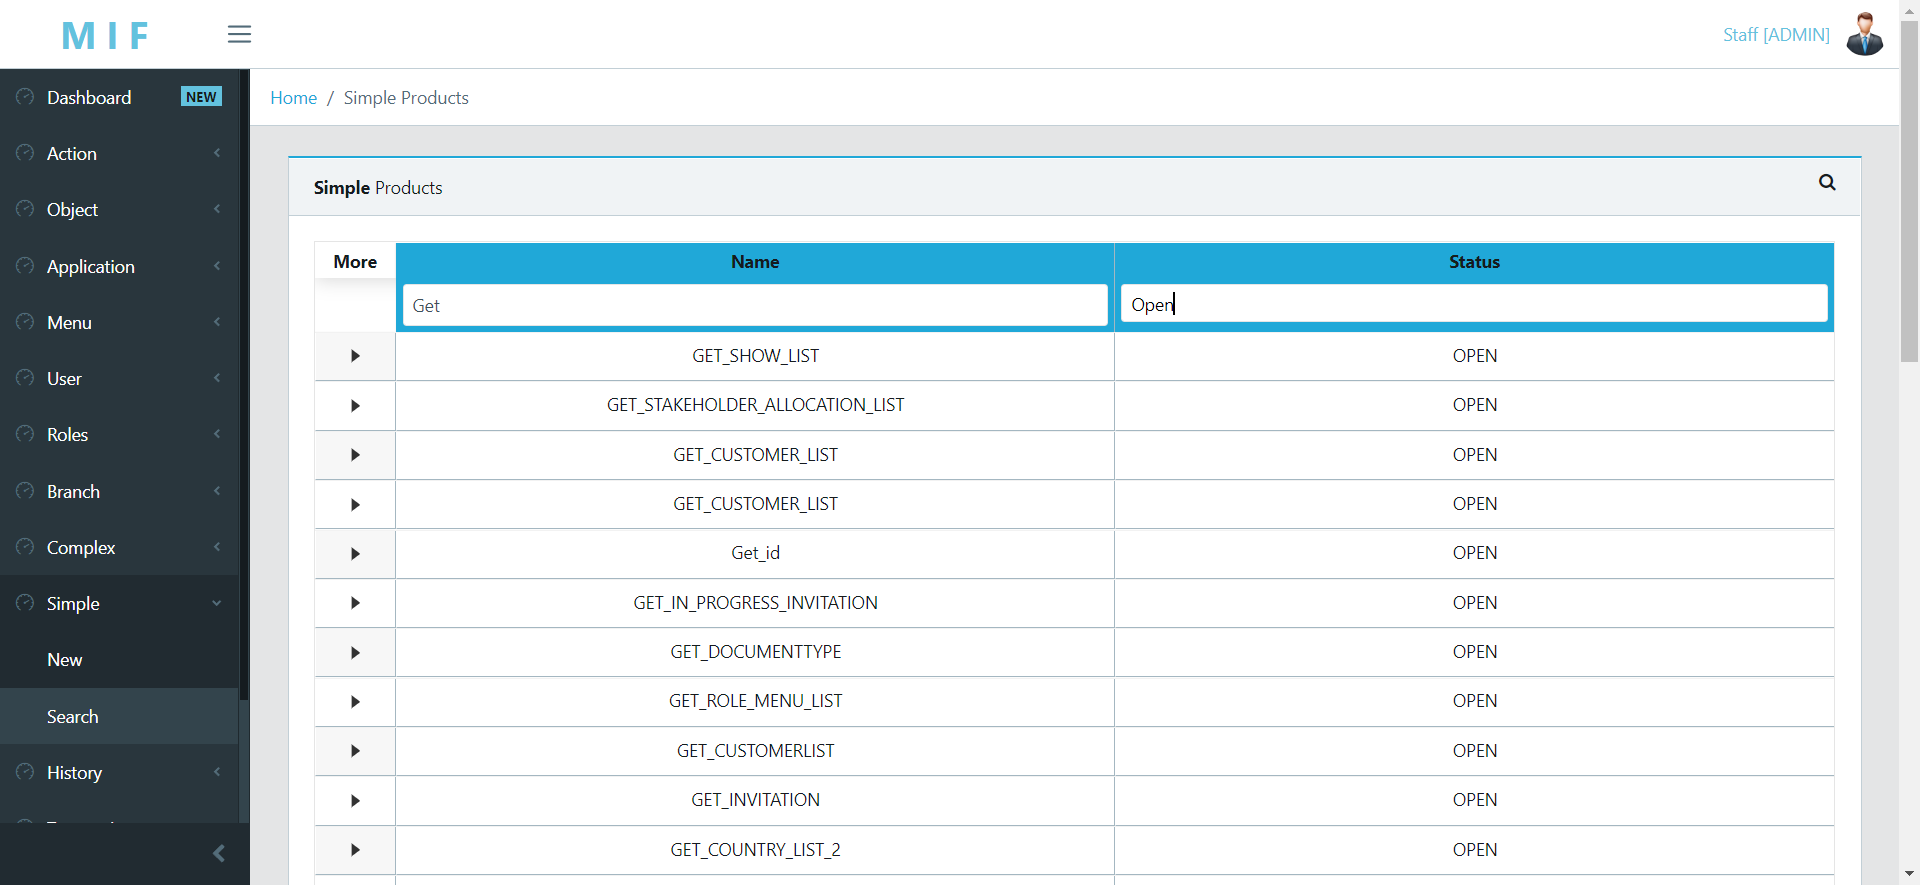 MIF
Staff [ADMIN]
Dashboard NEW
Home / Simple Products
Action
Simple Products
Object
More Name Status
Application
Get Open
Menu
GET_SHOW_LIST OPEN
User
GET_STAKEHOLDER_ALLOCATION_LIST OPEN
Roles
GET_CUSTOMER_LIST OPEN
Branch
GET_CUSTOMER_LIST OPEN
Complex
Get_id OPEN
Simple
GET_IN_PROGRESS_INVITATION OPEN
New
GET_DOCUMENTTYPE OPEN
Search
GET_ROLE_MENU_LIST OPEN
GET_CUSTOMERLIST OPEN
History
GET_INVITATION OPEN
GET_COUNTRY_LIST_2 OPEN